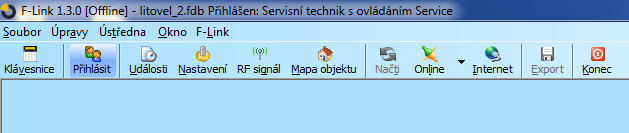 F-Link 1.3.0 [Offline] - litovel_2.fdb Přihlášen: Servisní technik s ovládáním Service
Soubor Úpravy Ústředna Okno F-Link
Klávesnice Přihlásit Události Nastavení RF signál Mapa objektu Načti Online Internet Export Konec